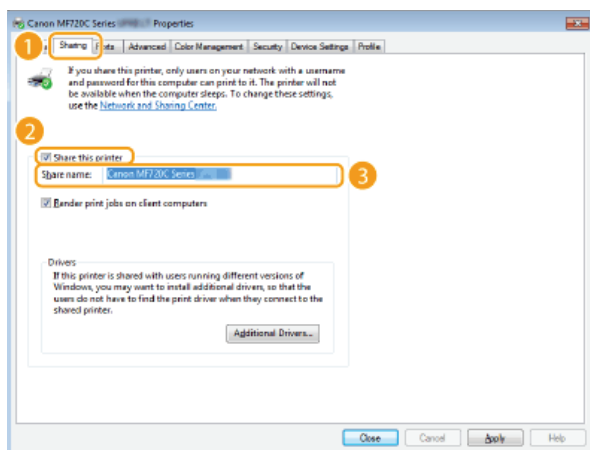 Canon MF720C Series Properties
1
Sharing Ports Advanced Color Management Security Device Settings Profile
If you share this printer, only users on your network with a username
and password for this computer can print to it. The printer will not
be available when the computer sleeps. To change these settings,
use the Network and Sharing Center.
2
Share this printer
Share name: Canon MF720C Series
3
Render print jobs on client computers
Drivers
If this printer is shared with users running different versions of
Windows, you may want to install additional drivers, so that the
users do not have to find the print driver when they connect to the
shared printer.
Additional Drivers...
Close Cancel Apply Help